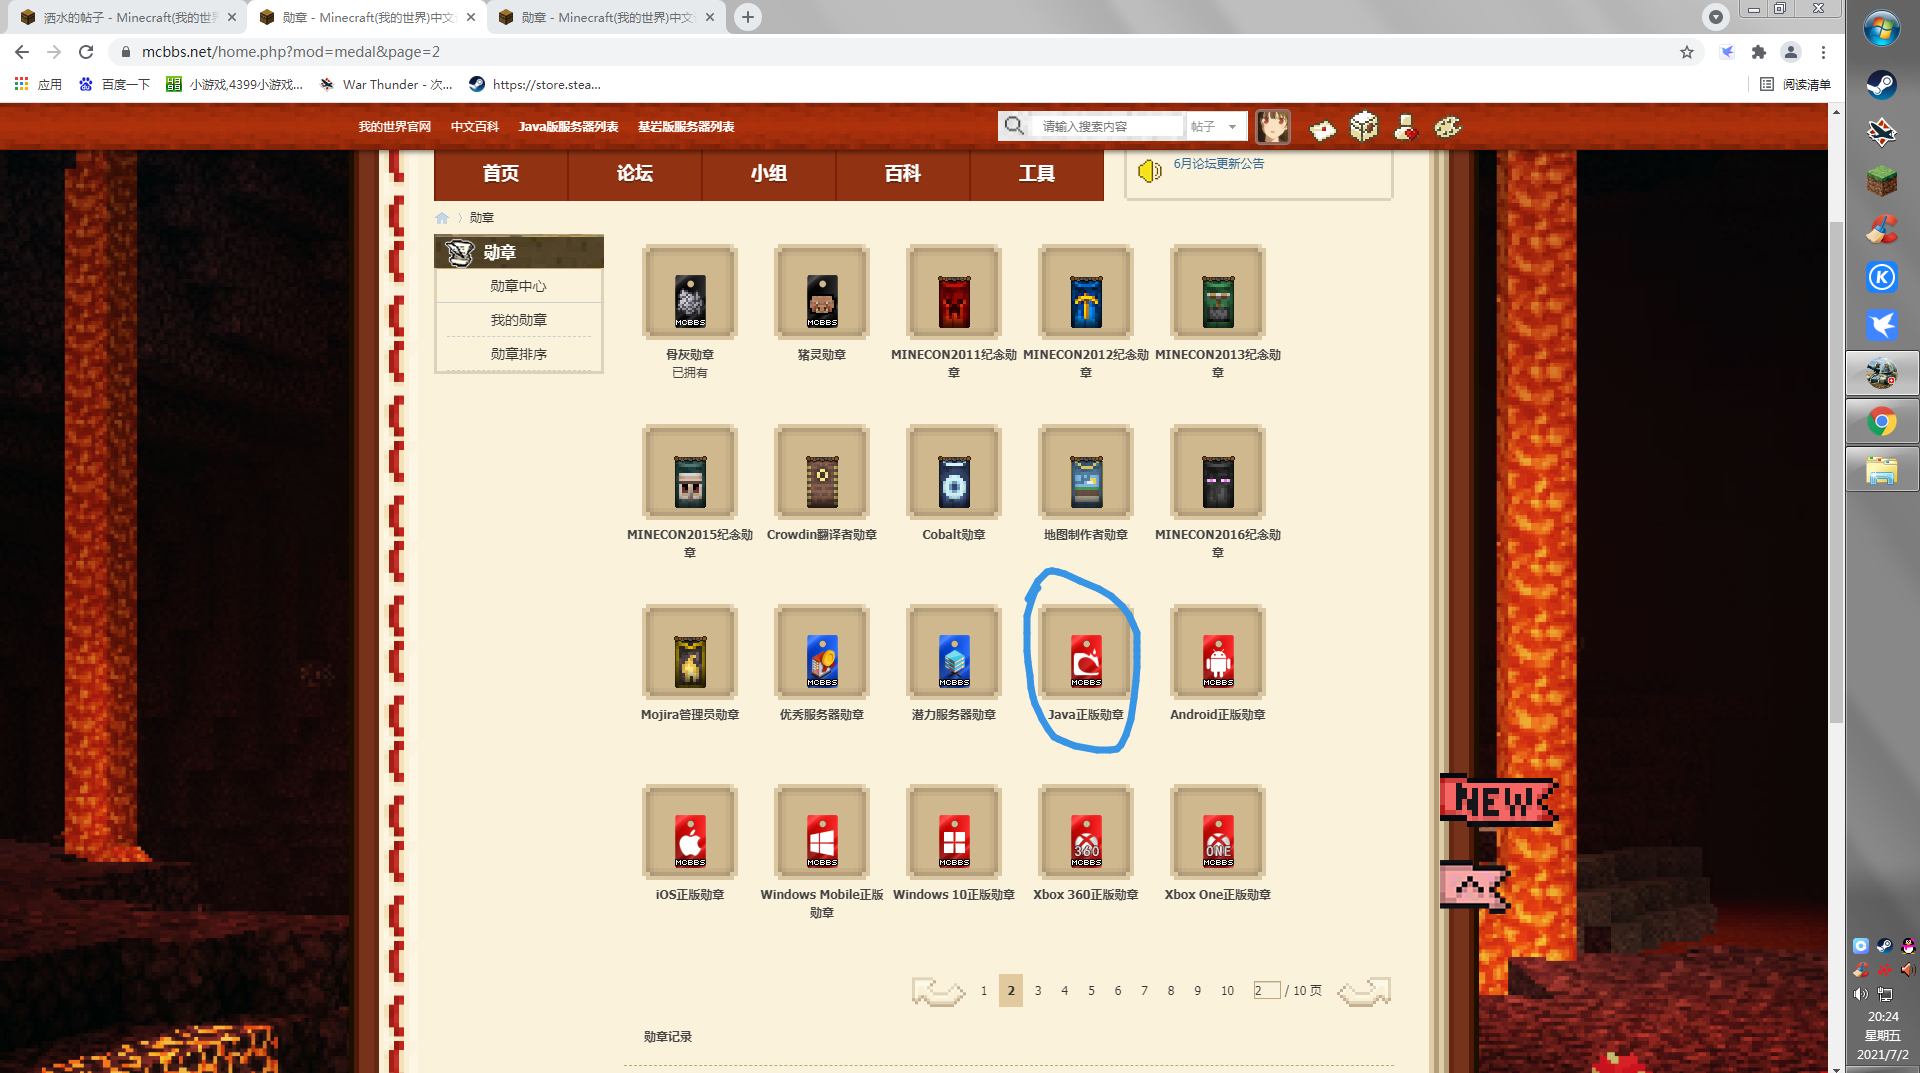 洒水的帖子 - Minecraft(我的世界
勋章 - Minecraft(我的世界)中文
勋章 - Minecraft(我的世界)中文
mcbbs.net/home.php?mod=medal&page=2
应用
百度一下
小游戏,4399小游戏...
War Thunder - 次...
https://store.stea...
阅读清单
我的世界官网
中文百科
Java版服务器列表
基岩版服务器列表
请输入搜索内容
帖子
首页
论坛
小组
百科
工具
6月论坛更新公告
勋章
勋章
勋章中心
我的勋章
勋章排序
MCBBS
MCBBS
骨灰勋章
已拥有
猪灵勋章
MINECON2011纪念勋章
MINECON2012纪念勋章
MINECON2013纪念勋章
MINECON2015纪念勋章
Crowdin翻译者勋章
Cobalt勋章
地图制作者勋章
MINECON2016纪念勋章
MCBBS
MCBBS
MCBBS
MCBBS
Mojira管理员勋章
优秀服务器勋章
潜力服务器勋章
Java正版勋章
Android正版勋章
MCBBS
MCBBS
MCBBS
360
MCBBS
ONE
MCBBS
iOS正版勋章
Windows Mobile正版勋章
Windows 10正版勋章
Xbox 360正版勋章
Xbox One正版勋章
NEW
1 2 3 4 5 6 7 8 9 10 2 / 10 页
勋章记录
20:24
星期五
2021/7/2